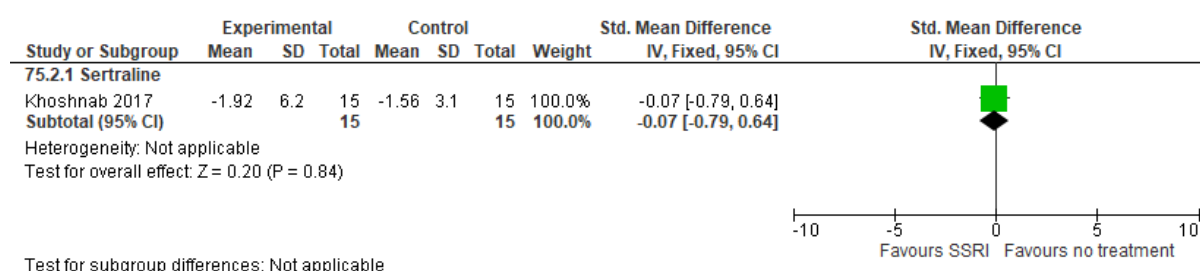 Experimental Control Std. Mean Difference Std. Mean Difference
Study or Subgroup Mean SD Total Mean SD Total Weight IV, Fixed, 95% CI IV, Fixed, 95% CI
75.2.1 Sertraline
Khoshnab 2017 -1.92 6.2 15 -1.56 3.1 15 100.0% -0.07 [-0.79, 0.64]
Subtotal (95% CI) 15 15 100.0% -0.07 [-0.79, 0.64]
Heterogeneity: Not applicable
Test for overall effect: Z = 0.20 (P = 0.84)
-10 -5 0 5 10
Favours SSRI Favours no treatment
Test for subgroup differences: Not applicable